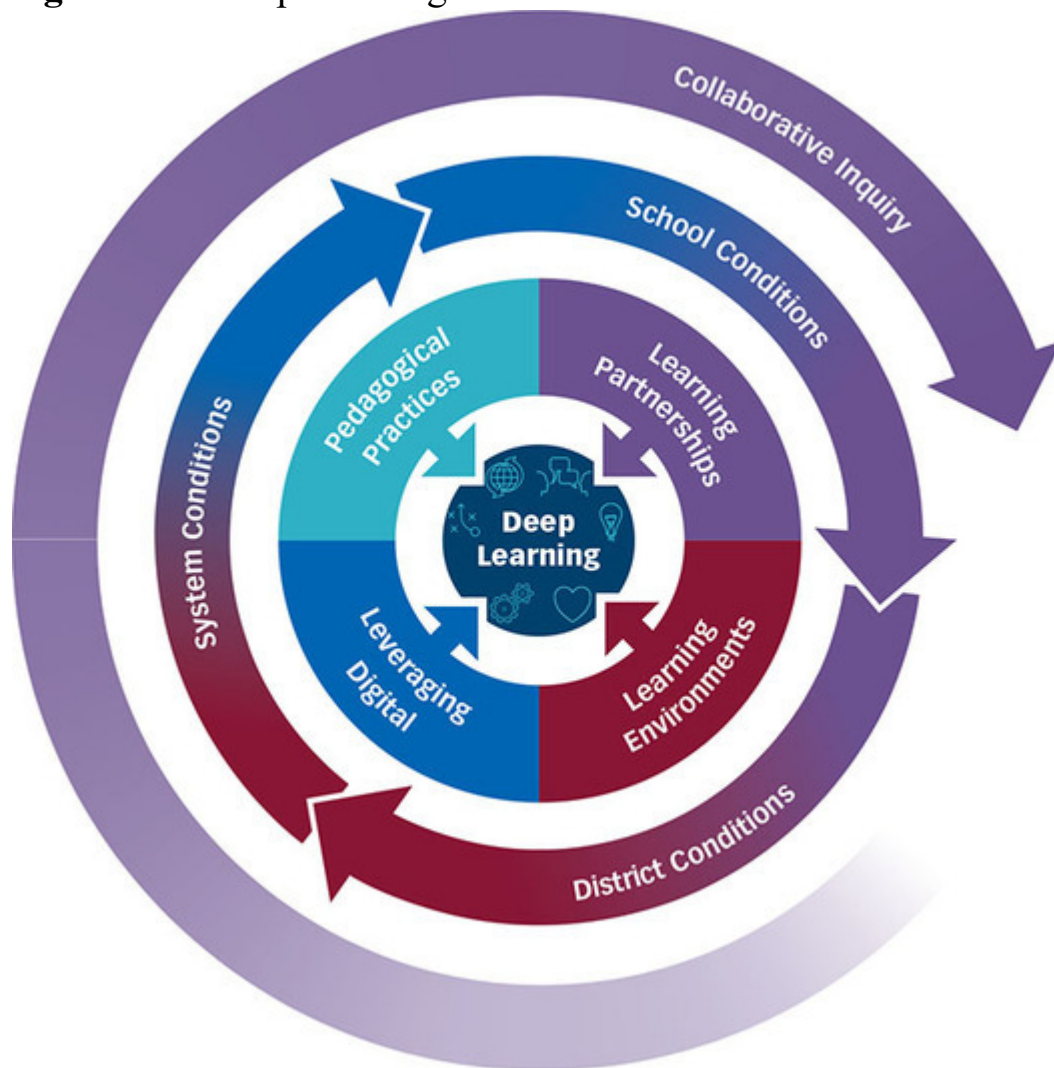 Collaborative Inquiry
School Conditions
System Conditions
District Conditions
Pedagogical
Practices
Learning
Partnerships
Deep
Learning
Leveraging
Digital
Learning
Environments